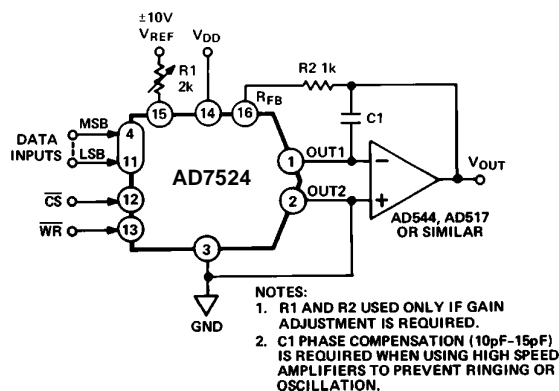 ±10V
VREF
VDD
R1
2k
RFB
R2 1k
C1
15
14
16
DATA
INPUTS
MSB
LSB
4
11
AD7524
1
OUT1
2
OUT2
−
+
VOUT
AD544, AD517
OR SIMILAR
CS
12
WR
13
3
GND
NOTES:
1. R1 AND R2 USED ONLY IF GAIN
ADJUSTMENT IS REQUIRED.
2. C1 PHASE COMPENSATION (10pF–15pF)
IS REQUIRED WHEN USING HIGH SPEED
AMPLIFIERS TO PREVENT RINGING OR
OSCILLATION.